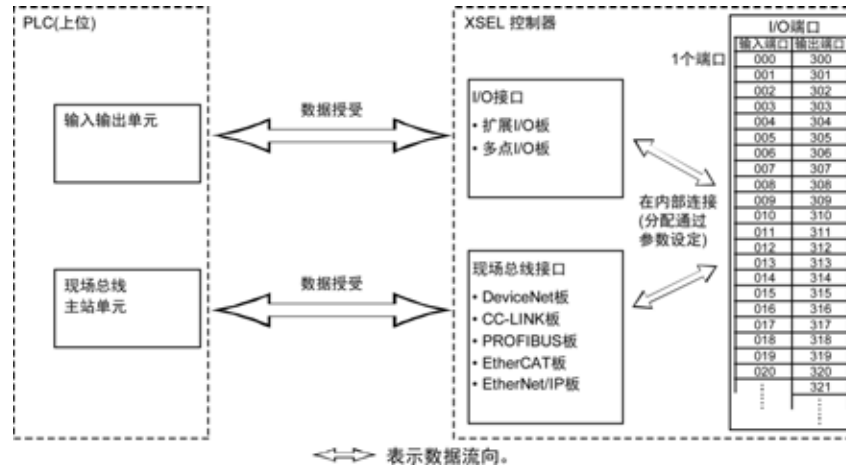 PLC(上位)
输入输出单元
现场总线
主站单元
数据授受
数据授受
XSEL 控制器
I/O接口
• 扩展I/O板
• 多点I/O板
现场总线接口
• DeviceNet板
• CC-LINK板
• PROFIBUS板
• EtherCAT板
• EtherNet/IP板
在内部连接
(分配通过
参数设定)
1个端口
I/O端口
输入端口 输出端口
000 300
001 301
002 302
003 303
004 304
005 305
006 306
007 307
008 308
009 309
010 310
011 311
012 312
013 313
014 314
015 315
016 316
017 317
018 318
019 319
020 320
321
表示数据流向。